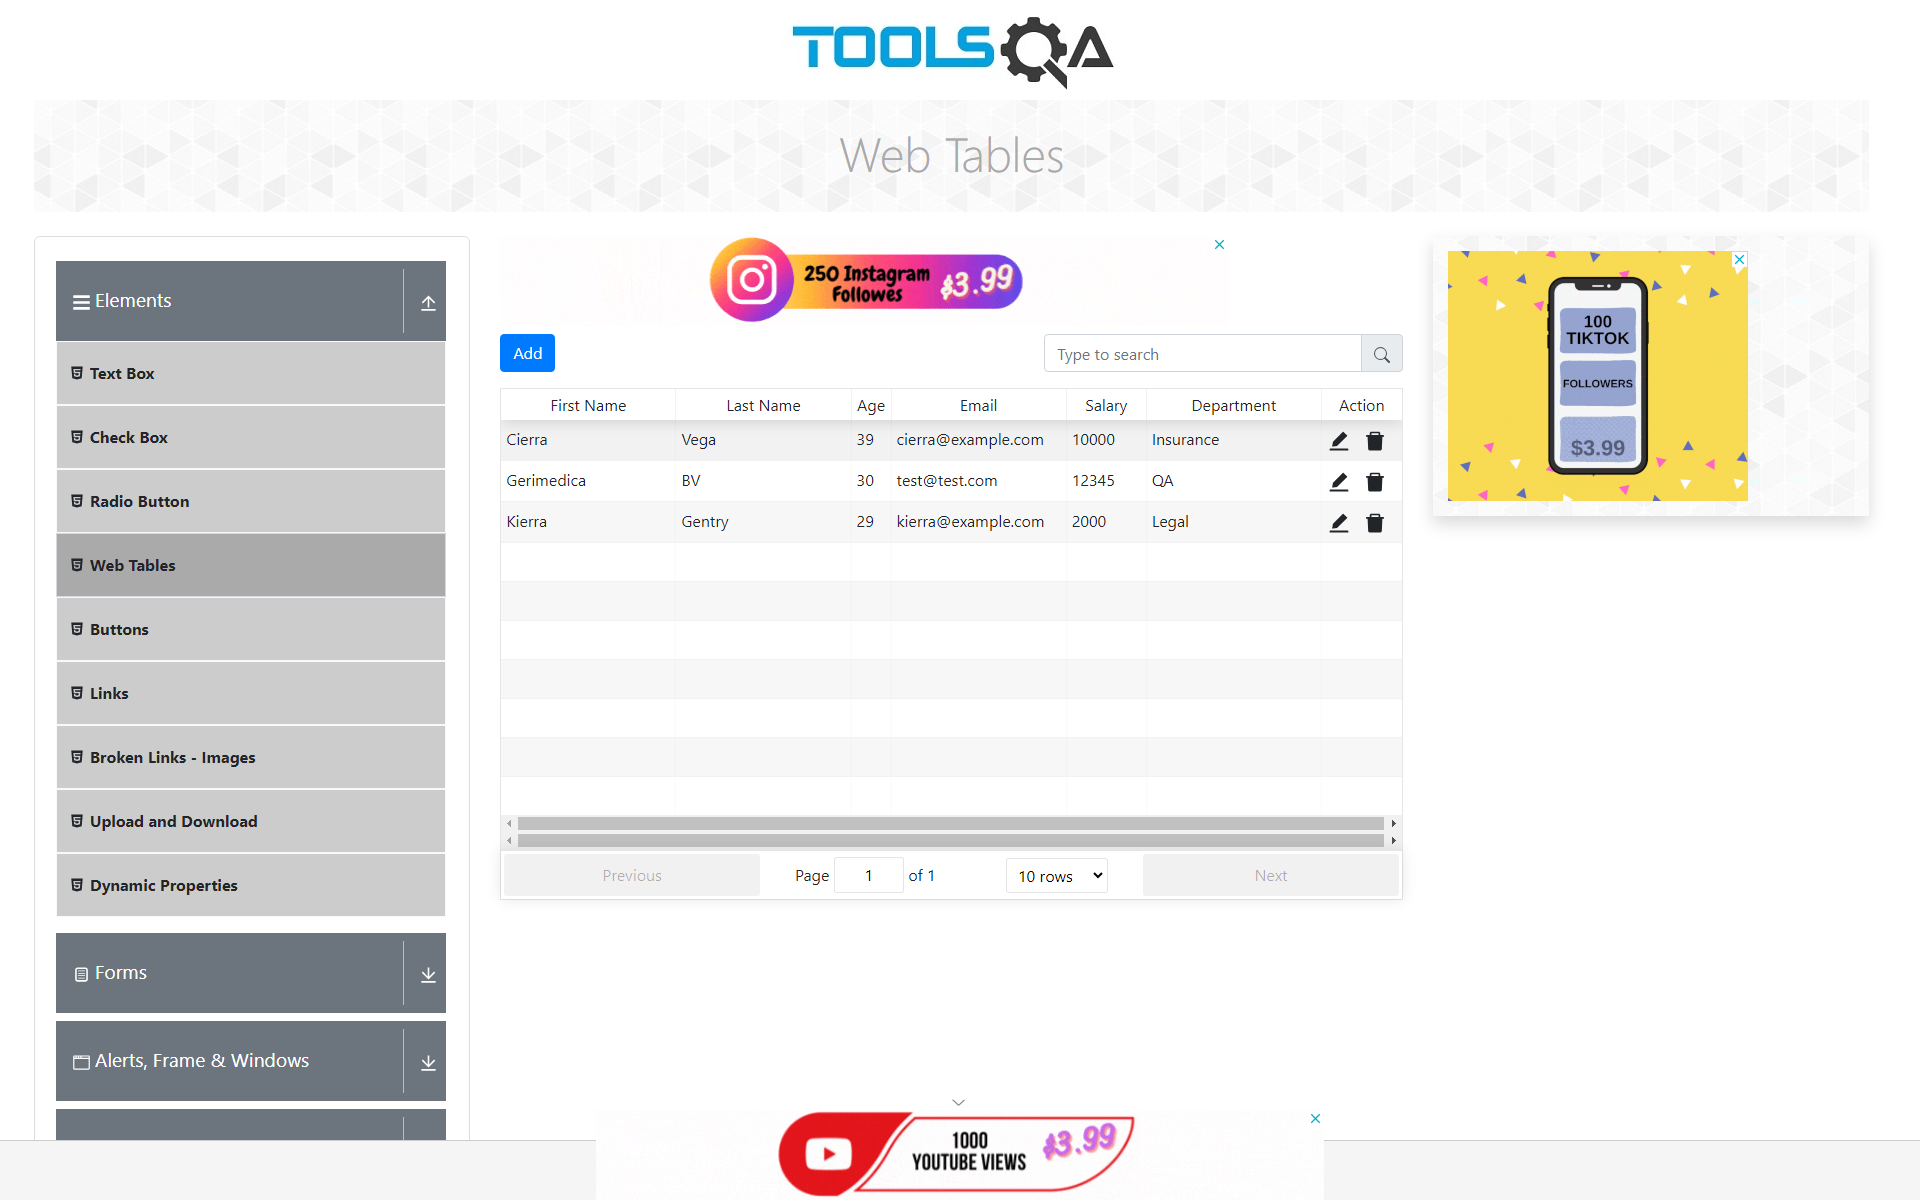 TOOLSQA
Web Tables
Elements
Text Box
Check Box
Radio Button
Web Tables
Buttons
Links
Broken Links - Images
Upload and Download
Dynamic Properties
Forms
Alerts, Frame & Windows
250 Instagram
Followes
$3.99
Add
Type to search
First Name Last Name Age Email Salary Department Action
Cierra Vega 39 cierra@example.com 10000 Insurance
Gerimedica BV 30 test@test.com 12345 QA
Kierra Gentry 29 kierra@example.com 2000 Legal
Previous Page 1 of 1 10 rows Next
100
TIKTOK
FOLLOWERS
$3.99
1000
YOUTUBE VIEWS
$3.99